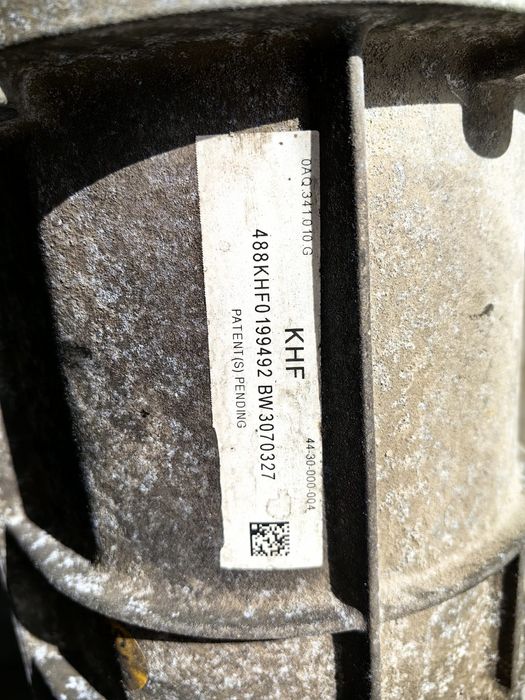 0AQ.341.010.G
KHF
44-30-000-004
488KHF0199492 BW3070327
PATENT(S) PENDING